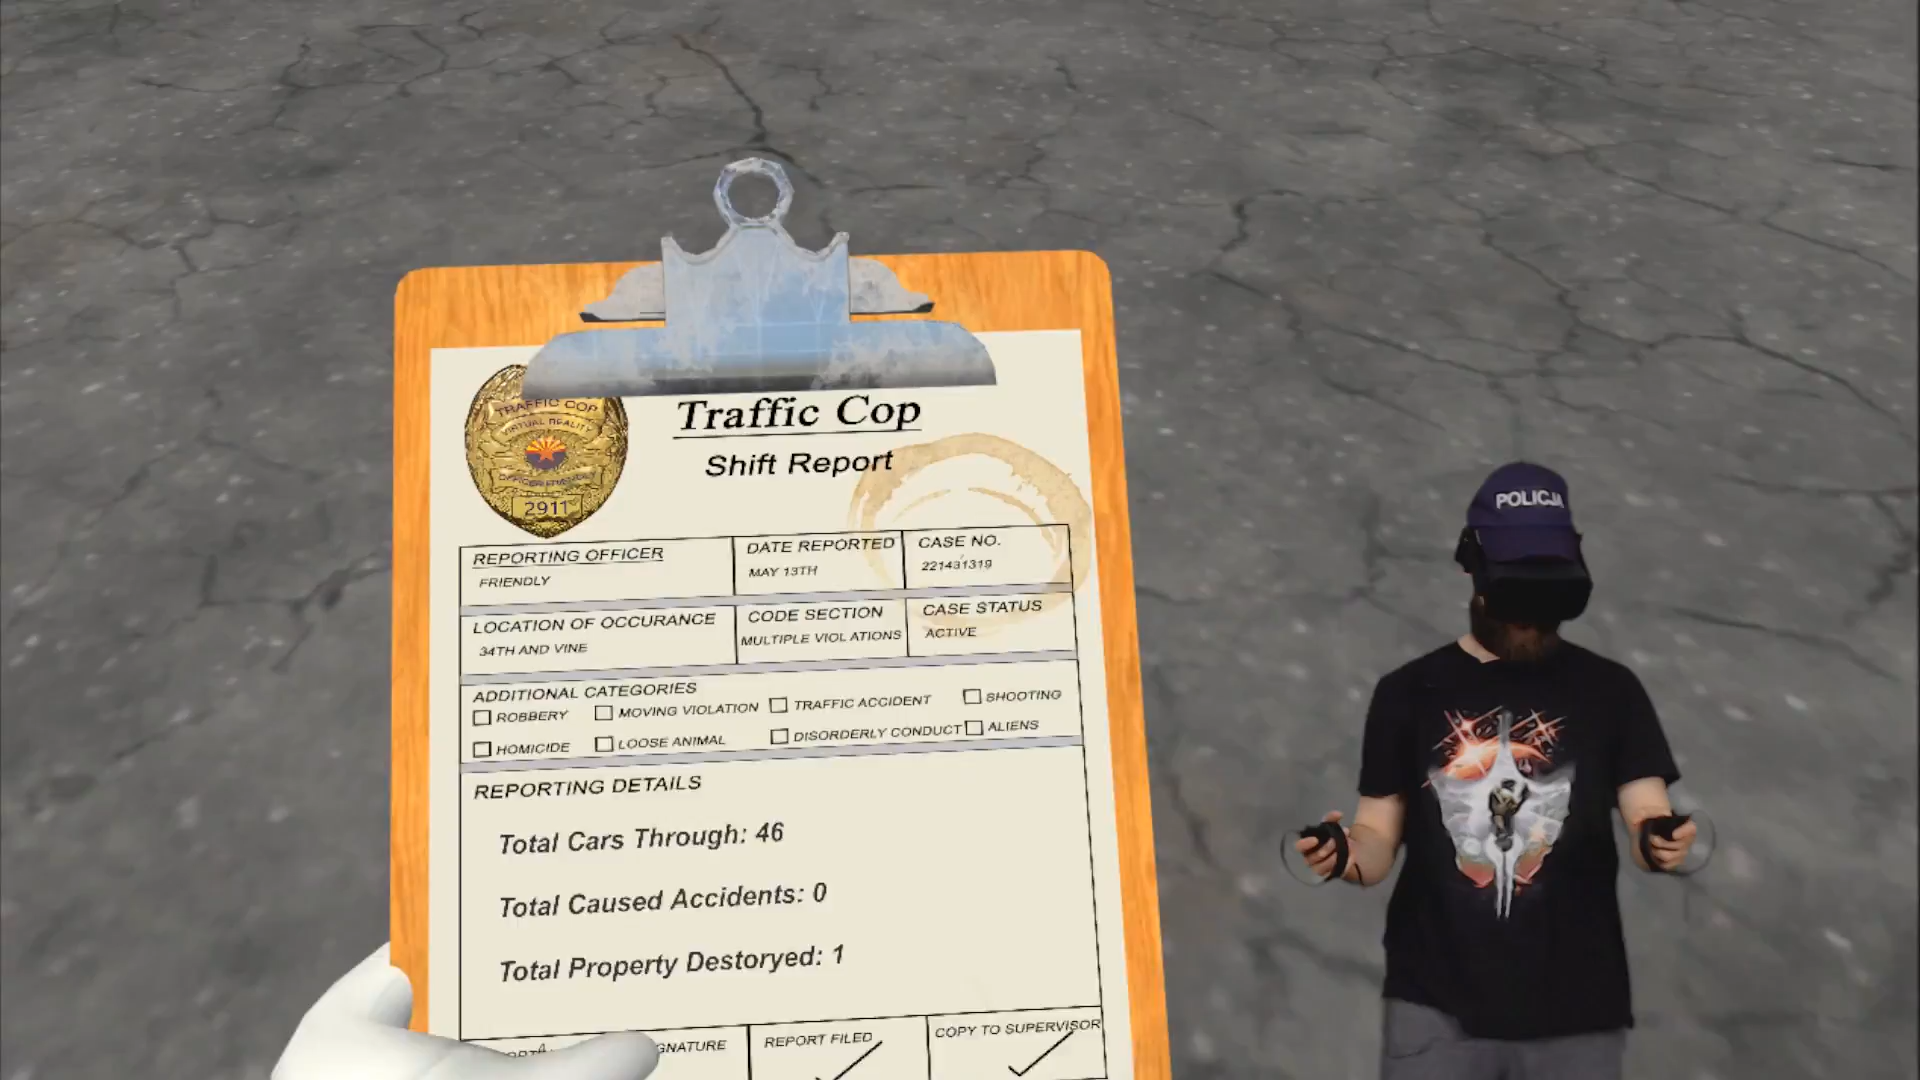 TRAFFIC COP
VIRTUAL REALITY
2911
Traffic Cop
Shift Report
REPORTING OFFICER
FRIENDLY
DATE REPORTED
MAY 13TH
CASE NO.
221431319
LOCATION OF OCCURANCE
34TH AND VINE
CODE SECTION
MULTIPLE VIOLATIONS
CASE STATUS
ACTIVE
ADDITIONAL CATEGORIES
ROBBERY MOVING VIOLATION TRAFFIC ACCIDENT SHOOTING
HOMICIDE LOOSE ANIMAL DISORDERLY CONDUCT ALIENS
REPORTING DETAILS
Total Cars Through: 46
Total Caused Accidents: 0
Total Property Destoryed: 1
REPORT FILED
COPY TO SUPERVISOR
POLICJA